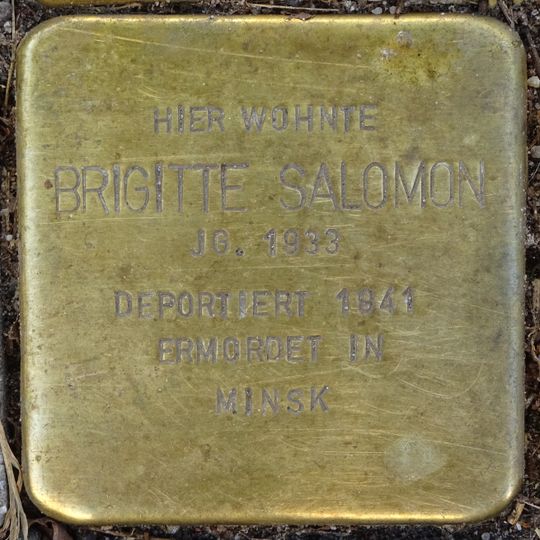 HIER WOHNTE
BRIGITTE SALOMON
JG. 1933
DEPORTIERT 1941
ERMORDET IN
MINSK